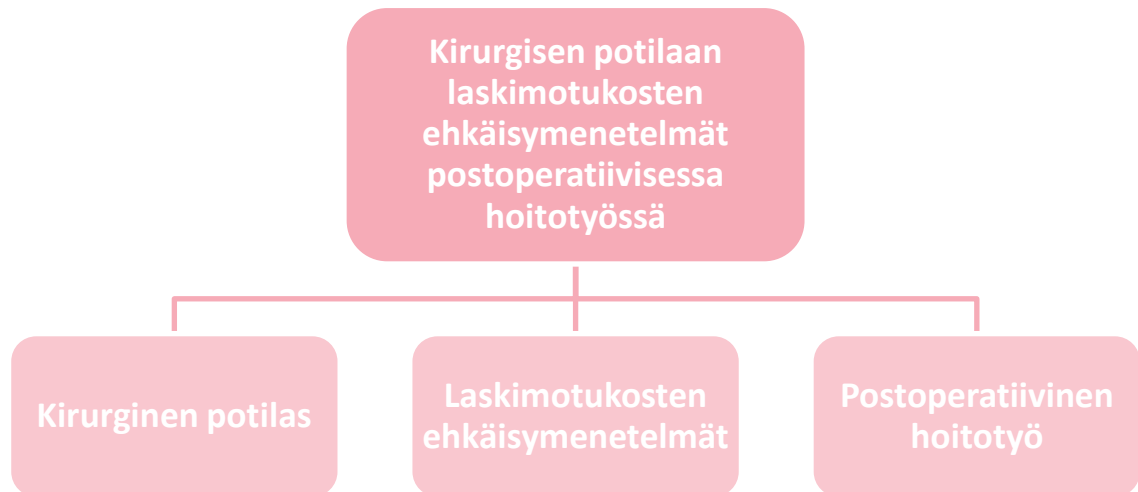 Kirurgisen potilaan
laskimotukosten
ehkäisymenetelmät
postoperatiivisessa
hoitotyössä
Kirurginen potilas
Laskimotukosten
ehkäisymenetelmät
Postoperatiivinen
hoitotyö